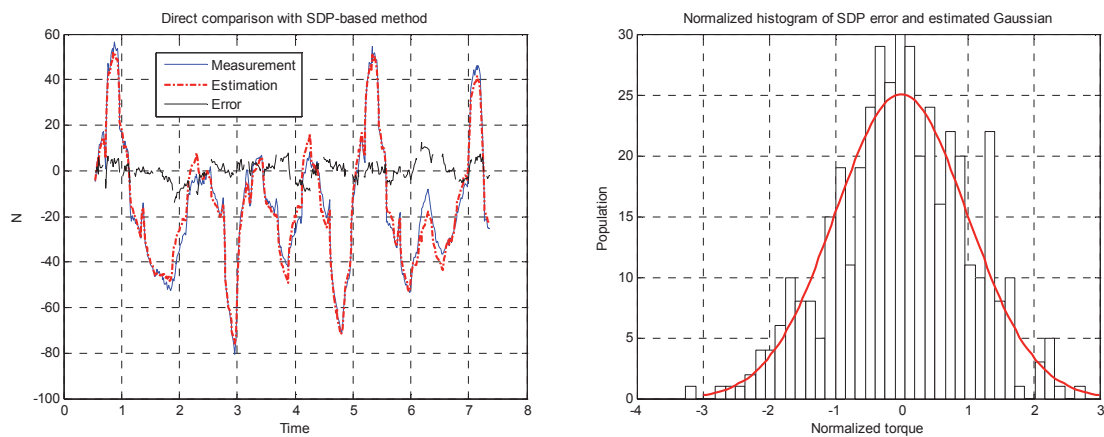 Direct comparison with SDP-based method
60
40
20
0
-20
-40
-60
-80
-100
N
Measurement
Estimation
Error
0 1 2 3 4 5 6 7 8
Time
Normalized histogram of SDP error and estimated Gaussian
30
25
20
15
10
5
0
Population
-4 -3 -2 -1 0 1 2 3
Normalized torque